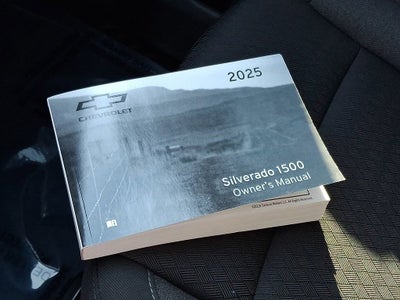 2025
CHEVROLET
Silverado 1500
Owner's Manual